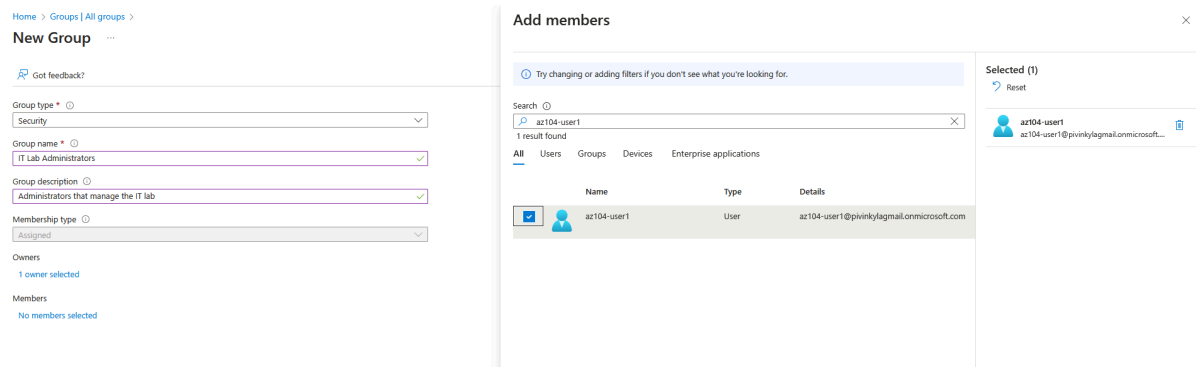 Home > Groups | All groups >
New Group ...
Got feedback?
Group type *
Security
Group name *
IT Lab Administrators
Group description
Administrators that manage the IT lab
Membership type
Assigned
Owners
1 owner selected
Members
No members selected
Add members
Try changing or adding filters if you don't see what you're looking for.
Search
az104-user1
1 result found
All Users Groups Devices Enterprise applications
Name Type Details
az104-user1 User az104-user1@pivinkylagmail.onmicrosoft.com
Selected (1)
Reset
az104-user1
az104-user1@pivinkylagmail.onmicrosoft....